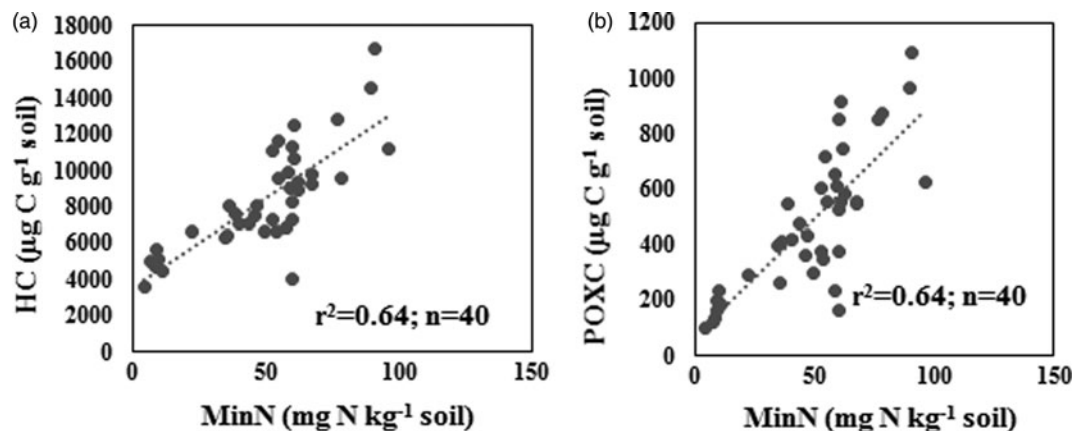 (a)
18000
16000
14000
12000
10000
8000
6000
4000
2000
0
HC (µg C g⁻¹ soil)
r²=0.64; n=40
0 50 100 150
MinN (mg N kg⁻¹ soil)
(b)
1200
1000
800
600
400
200
0
POXC (µg C g⁻¹ soil)
r²=0.64; n=40
0 50 100 150
MinN (mg N kg⁻¹ soil)